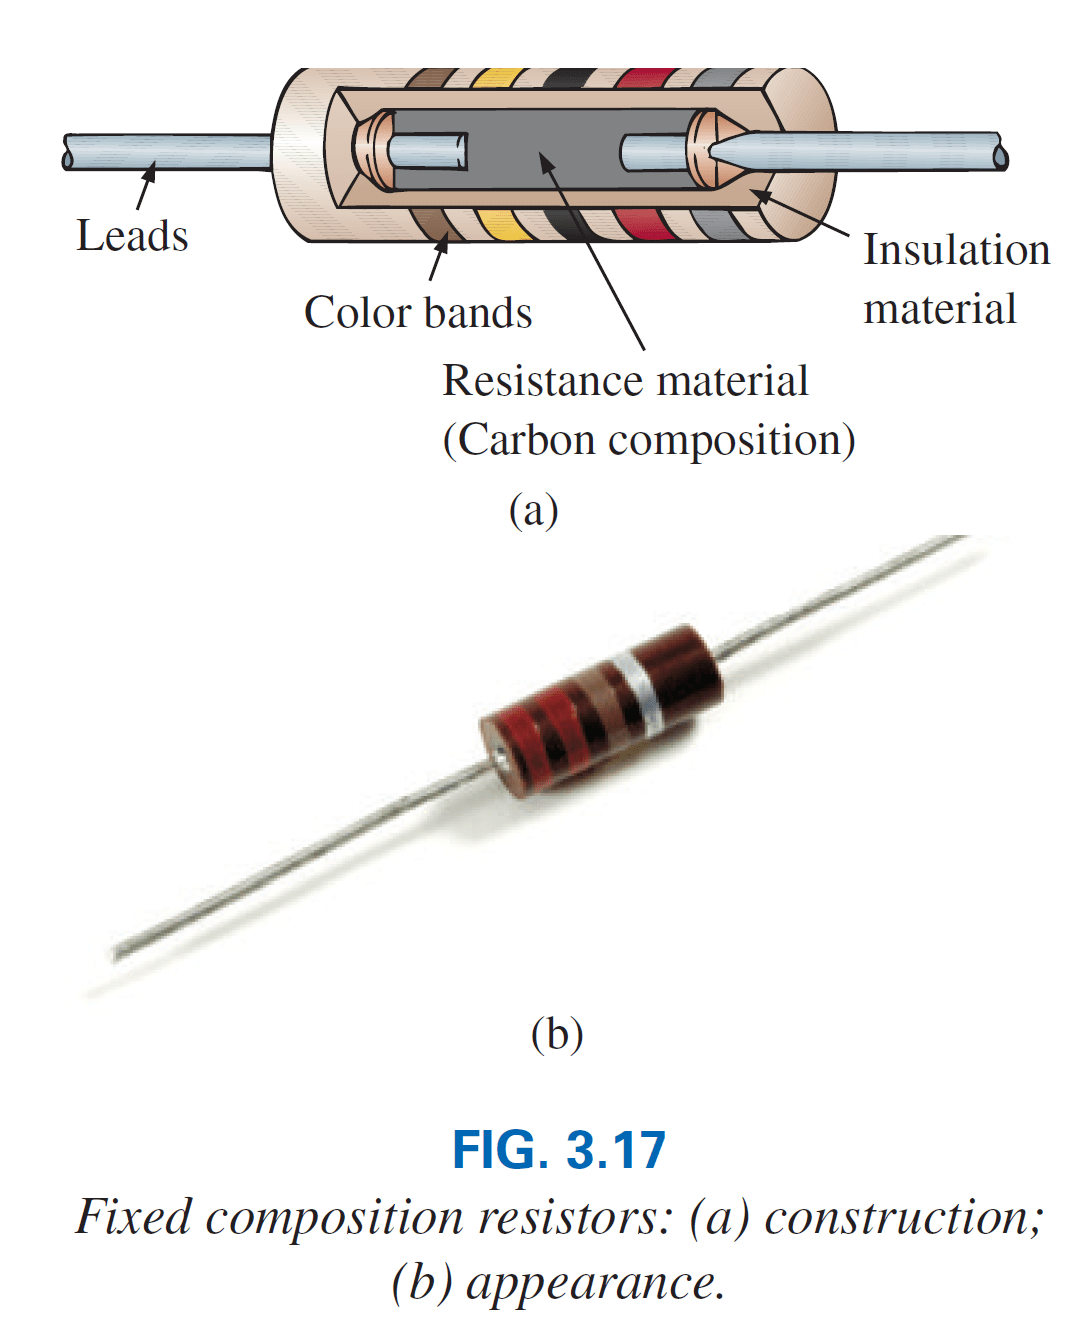 Leads
Color bands
Insulation
material
Resistance material
(Carbon composition)
(a)
(b)
FIG. 3.17
Fixed composition resistors: (a) construction;
(b) appearance.